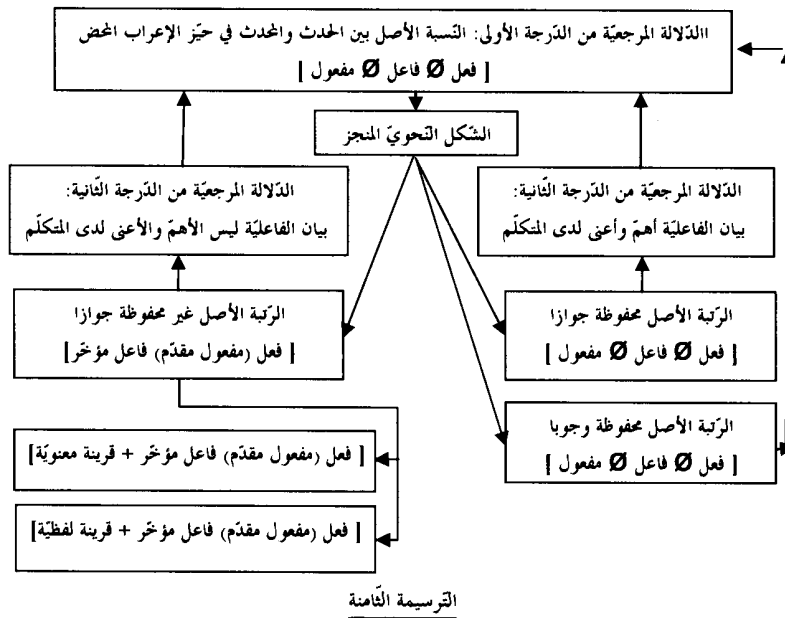 االدّلالة المرجعيّة من الدّرجة الأولى: النّسبة الأصل بين الحدث والمحدث في حيّز الإعراب المحض
[ فعل Ø فاعل Ø مفعول ]
الشّكل النّحويّ المنجز
الدّلالة المرجعيّة من الدّرجة الثّانية:
بيان الفاعليّة أهمّ وأعنى لدى المتكلّم
الدّلالة المرجعيّة من الدّرجة الثّانية:
بيان الفاعليّة ليس الأهمّ والأعنى لدى المتكلّم
الرّتبة الأصل محفوظة جوازا
[ فعل Ø فاعل Ø مفعول ]
الرّتبة الأصل غير محفوظة جوازا
[ فعل (مفعول مقدّم) فاعل مؤخّر]
الرّتبة الأصل محفوظة وجوبا
[ فعل Ø فاعل Ø مفعول ]
[ فعل (مفعول مقدّم) فاعل مؤخّر + قرينة معنويّة]
[ فعل (مفعول مقدّم) فاعل مؤخّر + قرينة لفظيّة]
التّرسيمة الثّامنة